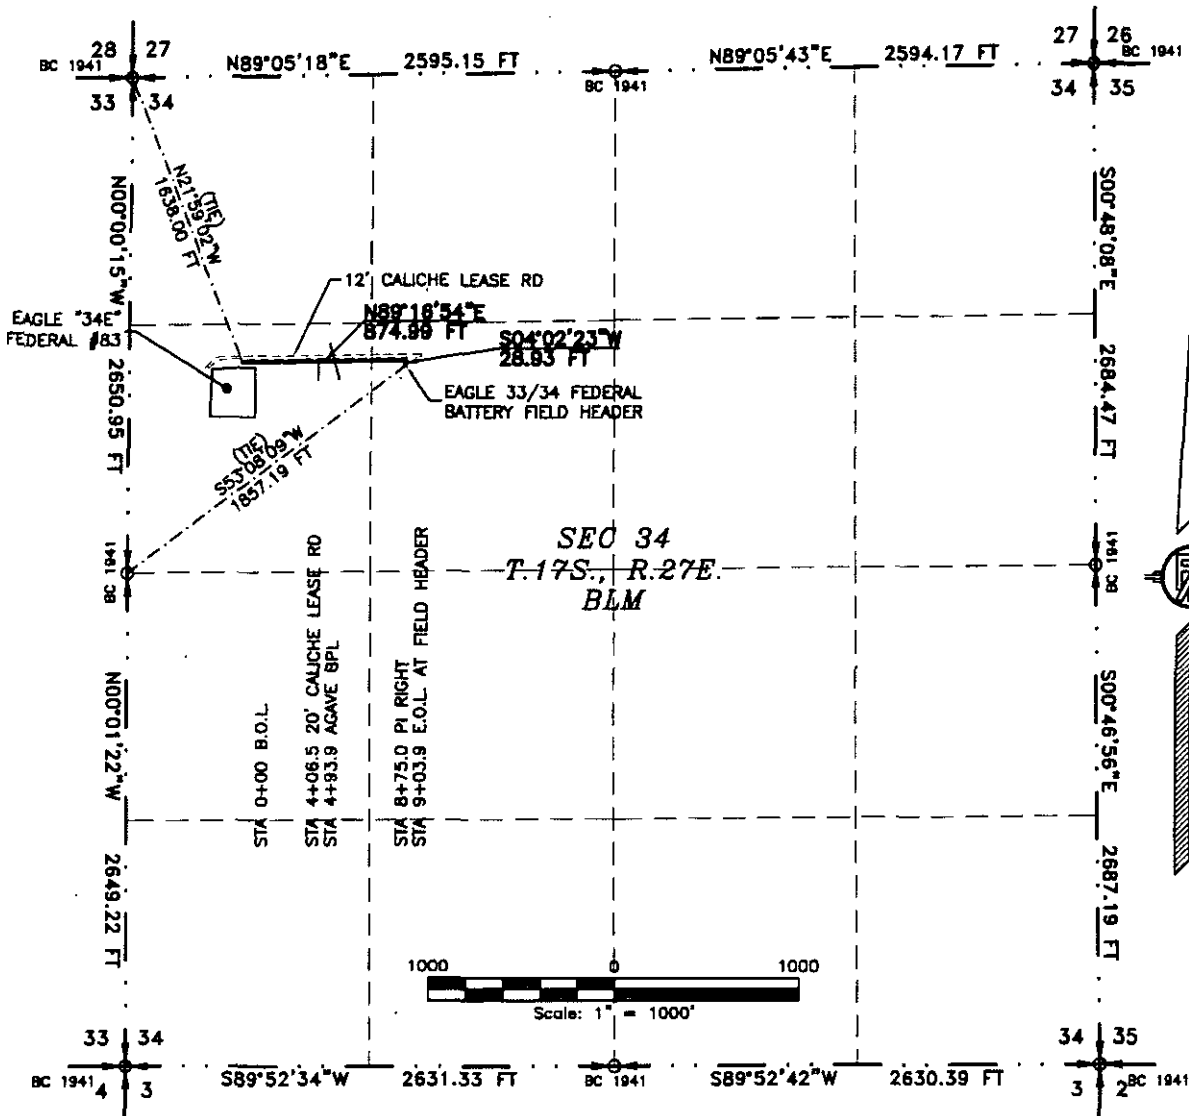 28 27
BC 1941
33 34
N89°05'18"E 2595.15 FT
BC 1941
N89°05'43"E 2594.17 FT
27 26
BC 1941
34 35
N00°00'15"W 2650.95 FT
(TIE)
N21°59'02"W
1638.00 FT
S00°48'08"E 2684.47 FT
12' CALICHE LEASE RD
N89°16'54"E
874.99 FT
S04°02'23"W
28.93 FT
EAGLE "34E"
FEDERAL #83
EAGLE 33/34 FEDERAL
BATTERY FIELD HEADER
(TIE)
S53°08'09"W
1857.19 FT
BC 1941
SEC 34
T.17S., R.27E.
BLM
BC 1941
N00°01'22"W 2649.22 FT
STA 0+00 B.O.L.
STA 4+06.5 20' CALICHE LEASE RD
STA 4+93.9 AGAVE BPL
STA 8+75.0 PI RIGHT
STA 9+03.9 E.O.L. AT FIELD HEADER
S00°46'56"E 2687.19 FT
1000 0 1000
Scale: 1" = 1000'
33 34
BC 1941
4 3
S89°52'34"W 2631.33 FT
BC 1941
S89°52'42"W 2630.39 FT
34 35
3 2
BC 1941